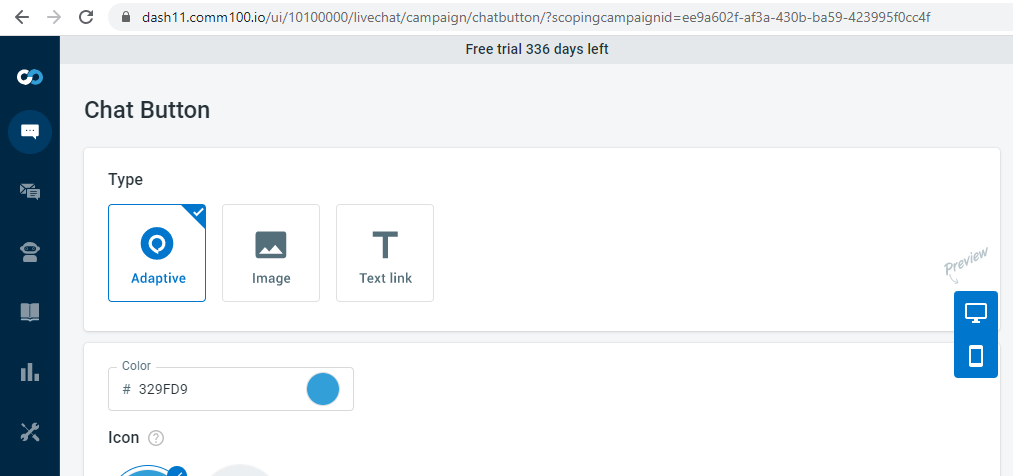 dash11.comm100.io/ui/10100000/livechat/campaign/chatbutton/?scopingcampaignid=ee9a602f-af3a-430b-ba59-423995f0cc4f
Free trial 336 days left
Chat Button
Type
Adaptive
Image
Text link
Preview
Color
# 329FD9
Icon ?